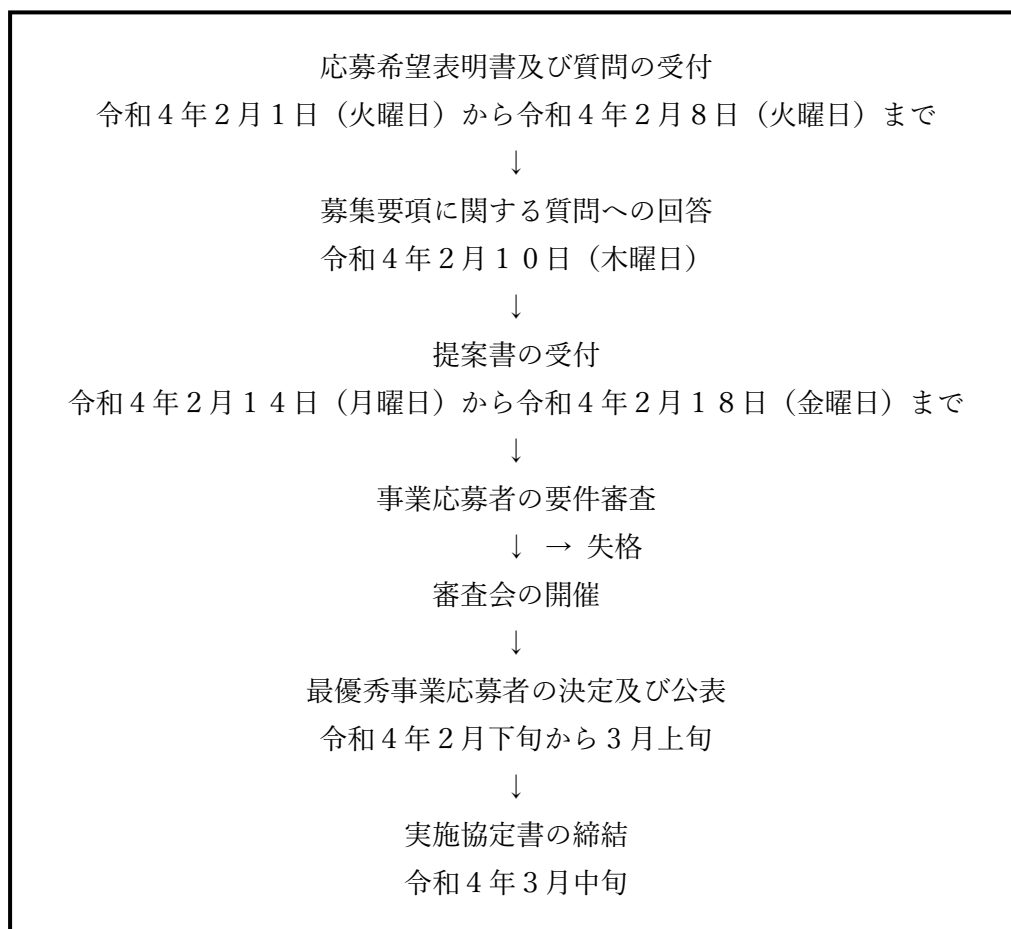 応募希望表明書及び質問の受付
令和４年２月１日（火曜日）から令和４年２月８日（火曜日）まで
↓
募集要項に関する質問への回答
令和４年２月１０日（木曜日）
↓
提案書の受付
令和４年２月１４日（月曜日）から令和４年２月１８日（金曜日）まで
↓
事業応募者の要件審査
↓ → 失格
審査会の開催
↓
最優秀事業応募者の決定及び公表
令和４年２月下旬から３月上旬
↓
実施協定書の締結
令和４年３月中旬